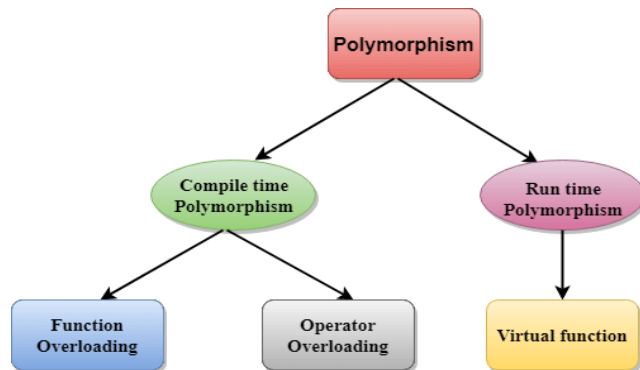 Polymorphism
Compile time
Polymorphism
Run time
Polymorphism
Function
Overloading
Operator
Overloading
Virtual function